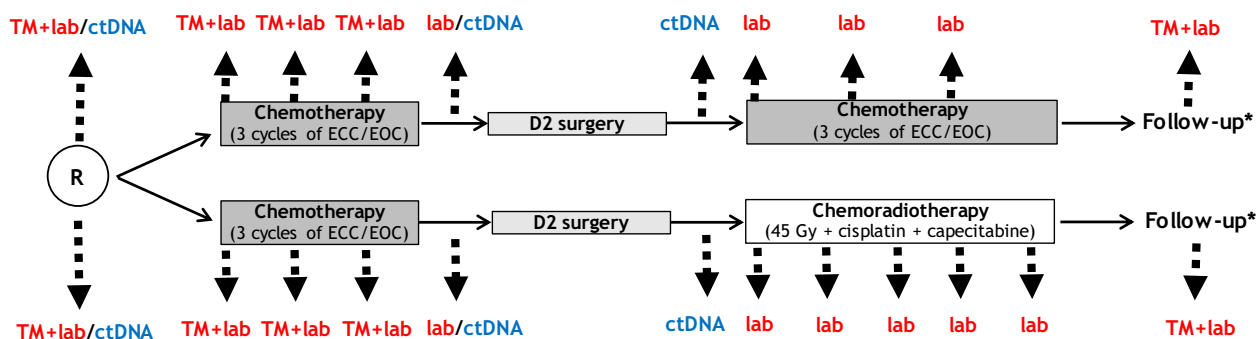 TM+lab/ctDNA TM+lab TM+lab TM+lab lab/ctDNA ctDNA lab lab lab TM+lab
Chemotherapy
(3 cycles of ECC/EOC)
D2 surgery
Chemotherapy
(3 cycles of ECC/EOC)
Follow-up*
R
Chemotherapy
(3 cycles of ECC/EOC)
D2 surgery
Chemoradiotherapy
(45 Gy + cisplatin + capecitabine)
Follow-up*
TM+lab/ctDNA TM+lab TM+lab TM+lab lab/ctDNA ctDNA lab lab lab lab lab TM+lab